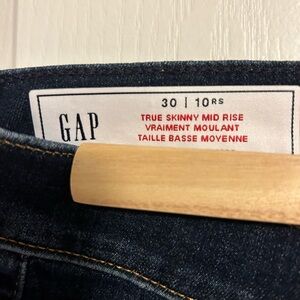 30 | 10RS
GAP
TRUE SKINNY MID RISE
VRAIMENT MOULANT
TAILLE BASSE MOYENNE